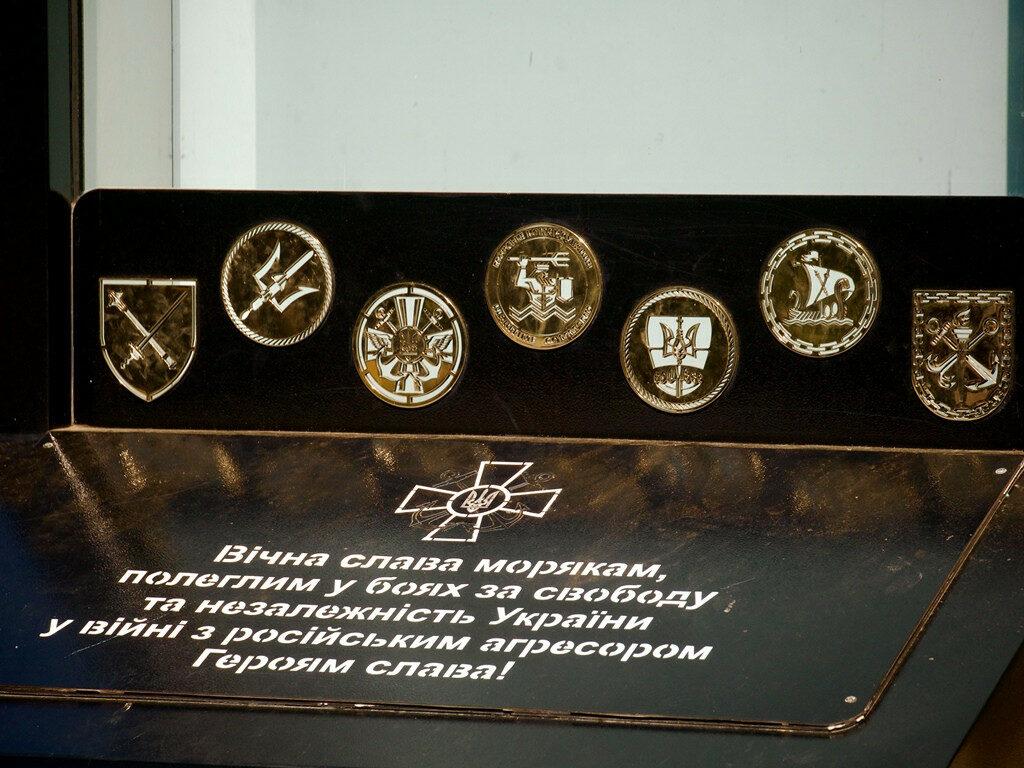 Вічна слава морякам,
полеглим у боях за свободу
та незалежність України
у війні з російським агресором
Героям слава!